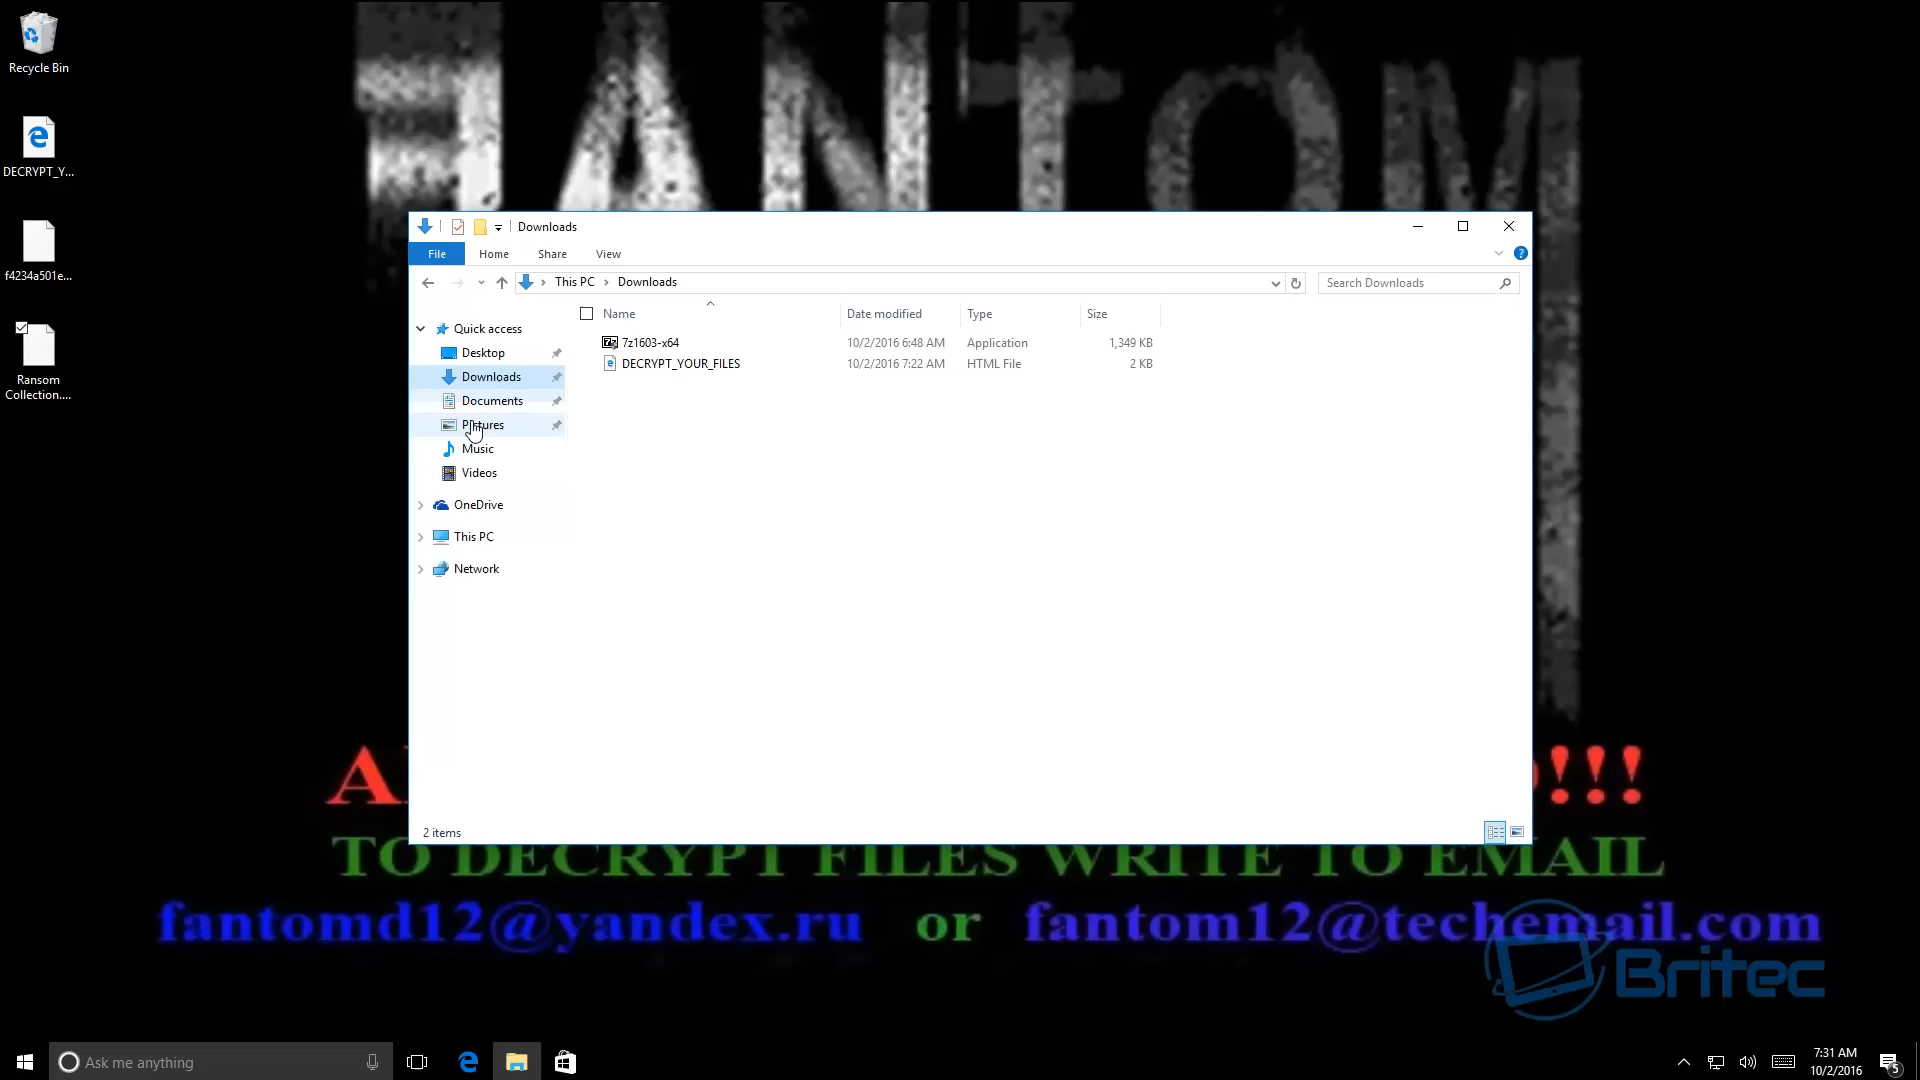 FANTOM
Recycle Bin
DECRYPT_Y...
f4234a501e...
Ransom
Collection....
Downloads
File
Home
Share
View
This PC
Downloads
Search Downloads
Name
Date modified
Type
Size
7z1603-x64
10/2/2016 6:48 AM
Application
1,349 KB
DECRYPT_YOUR_FILES
10/2/2016 7:22 AM
HTML File
2 KB
Quick access
Desktop
Downloads
Documents
Pictures
Music
Videos
OneDrive
This PC
Network
2 items
!!!
TO DECRYPT FILES WRITE TO EMAIL
fantomd12@yandex.ru or fantom12@techemail.com
Britec
Ask me anything
7:31 AM
10/2/2016
5